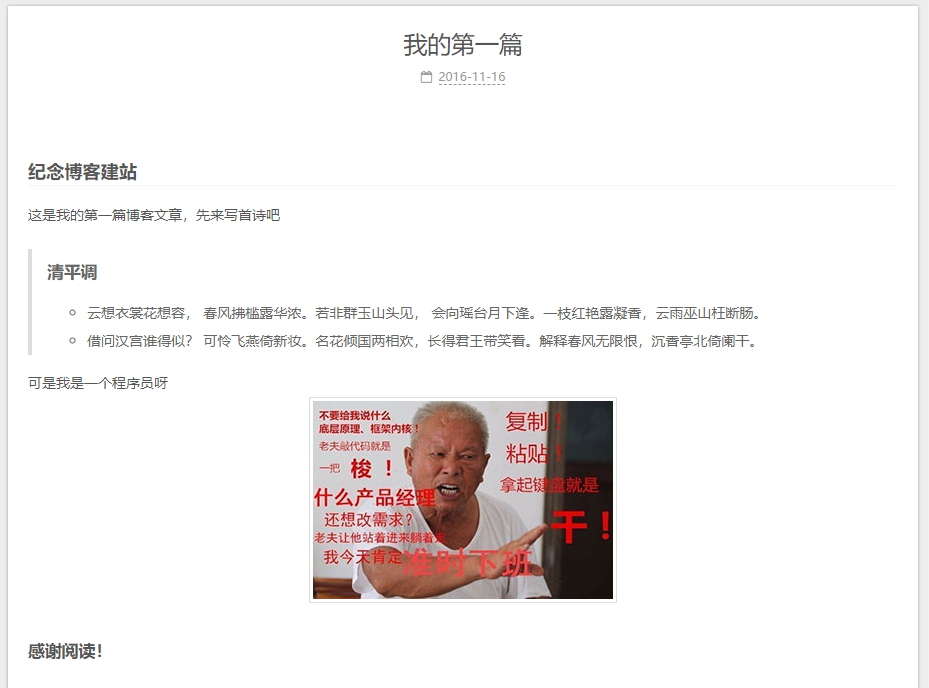 我的第一篇
2016-11-16
纪念博客建站
这是我的第一篇博客文章，先来写首诗吧
清平调
云想衣裳花想容， 春风拂槛露华浓。若非群玉山头见， 会向瑶台月下逢。一枝红艳露凝香，云雨巫山枉断肠。
借问汉宫谁得似？ 可怜飞燕倚新妆。名花倾国两相欢，长得君王带笑看。解释春风无限恨，沉香亭北倚阑干。
可是我是一个程序员呀
不要给我说什么
底层原理、框架内核！
老夫敲代码就是
一把 梭！
复制！
粘贴！
拿起键盘就是
干！
什么产品经理
还想改需求？
老夫让他站着进来躺着走
我今天肯定准时下班
感谢阅读！